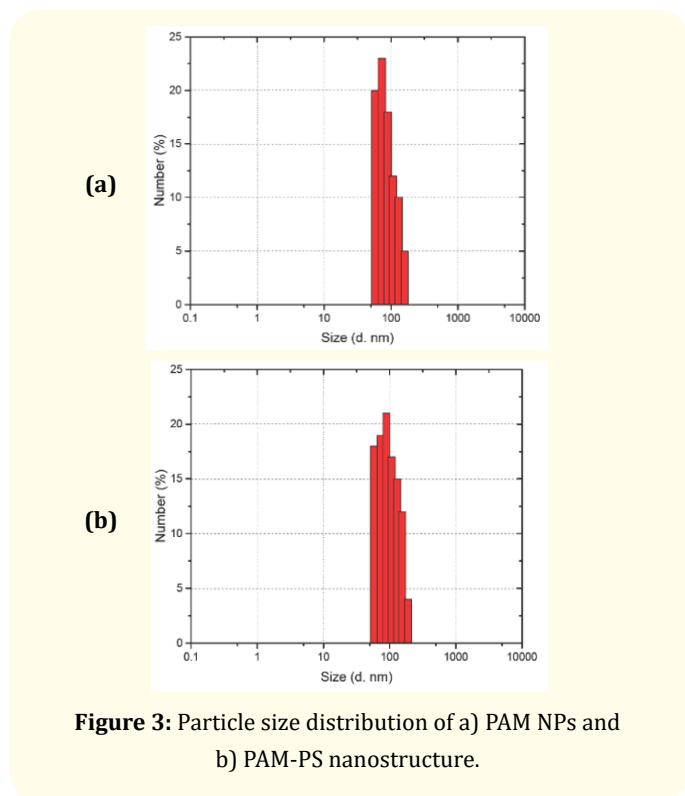 (a)
25
20
15
10
5
0
Number (%)
0.1 1 10 100 1000 10000
Size (d. nm)
(b)
25
20
15
10
5
0
Number (%)
0.1 1 10 100 1000 10000
Size (d. nm)
Figure 3: Particle size distribution of a) PAM NPs and
b) PAM-PS nanostructure.